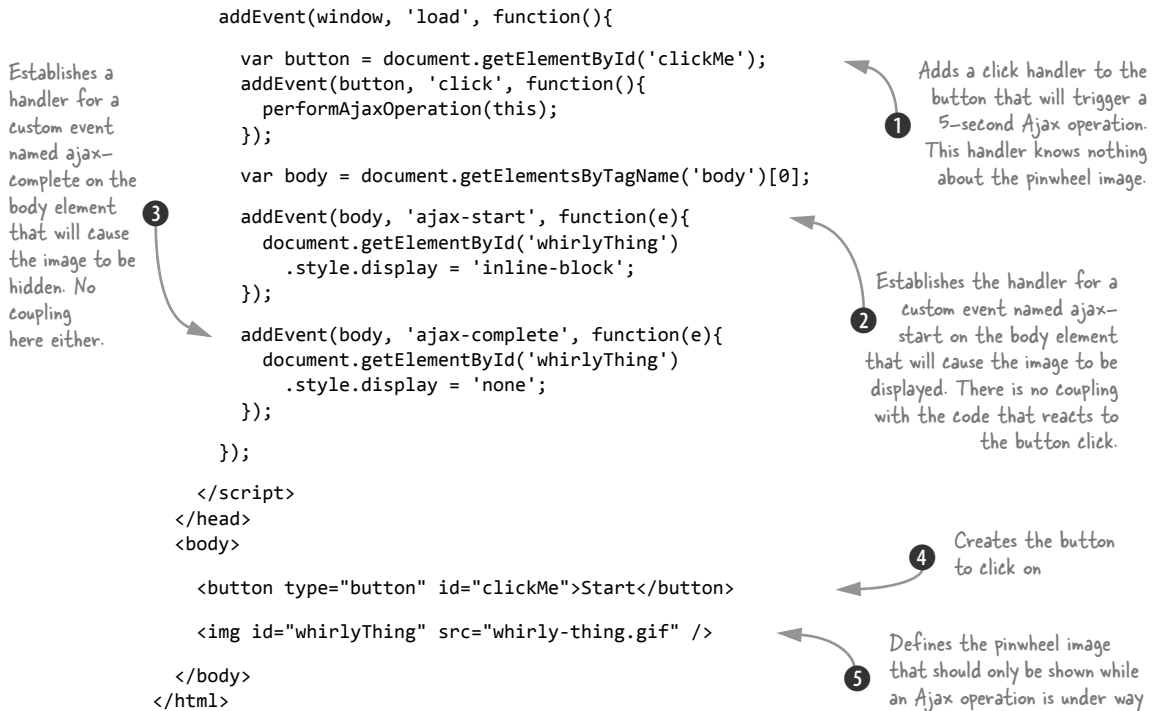 addEvent(window, 'load', function(){
var button = document.getElementById('clickMe');
addEvent(button, 'click', function(){
performAjaxOperation(this);
});
var body = document.getElementsByTagName('body')[0];
addEvent(body, 'ajax-start', function(e){
document.getElementById('whirlyThing')
.style.display = 'inline-block';
});
addEvent(body, 'ajax-complete', function(e){
document.getElementById('whirlyThing')
.style.display = 'none';
});
});
</script>
</head>
<body>
<button type="button" id="clickMe">Start</button>
<img id="whirlyThing" src="whirly-thing.gif" />
</body>
</html>
1
Adds a click handler to the
button that will trigger a
5-second Ajax operation.
This handler knows nothing
about the pinwheel image.
2
Establishes the handler for a
custom event named ajax-
start on the body element
that will cause the image to be
displayed. There is no coupling
with the code that reacts to
the button click.
3
Establishes a
handler for a
custom event
named ajax-
complete on the
body element
that will cause
the image to be
hidden. No
coupling
here either.
4
Creates the button
to click on
5
Defines the pinwheel image
that should only be shown while
an Ajax operation is under way